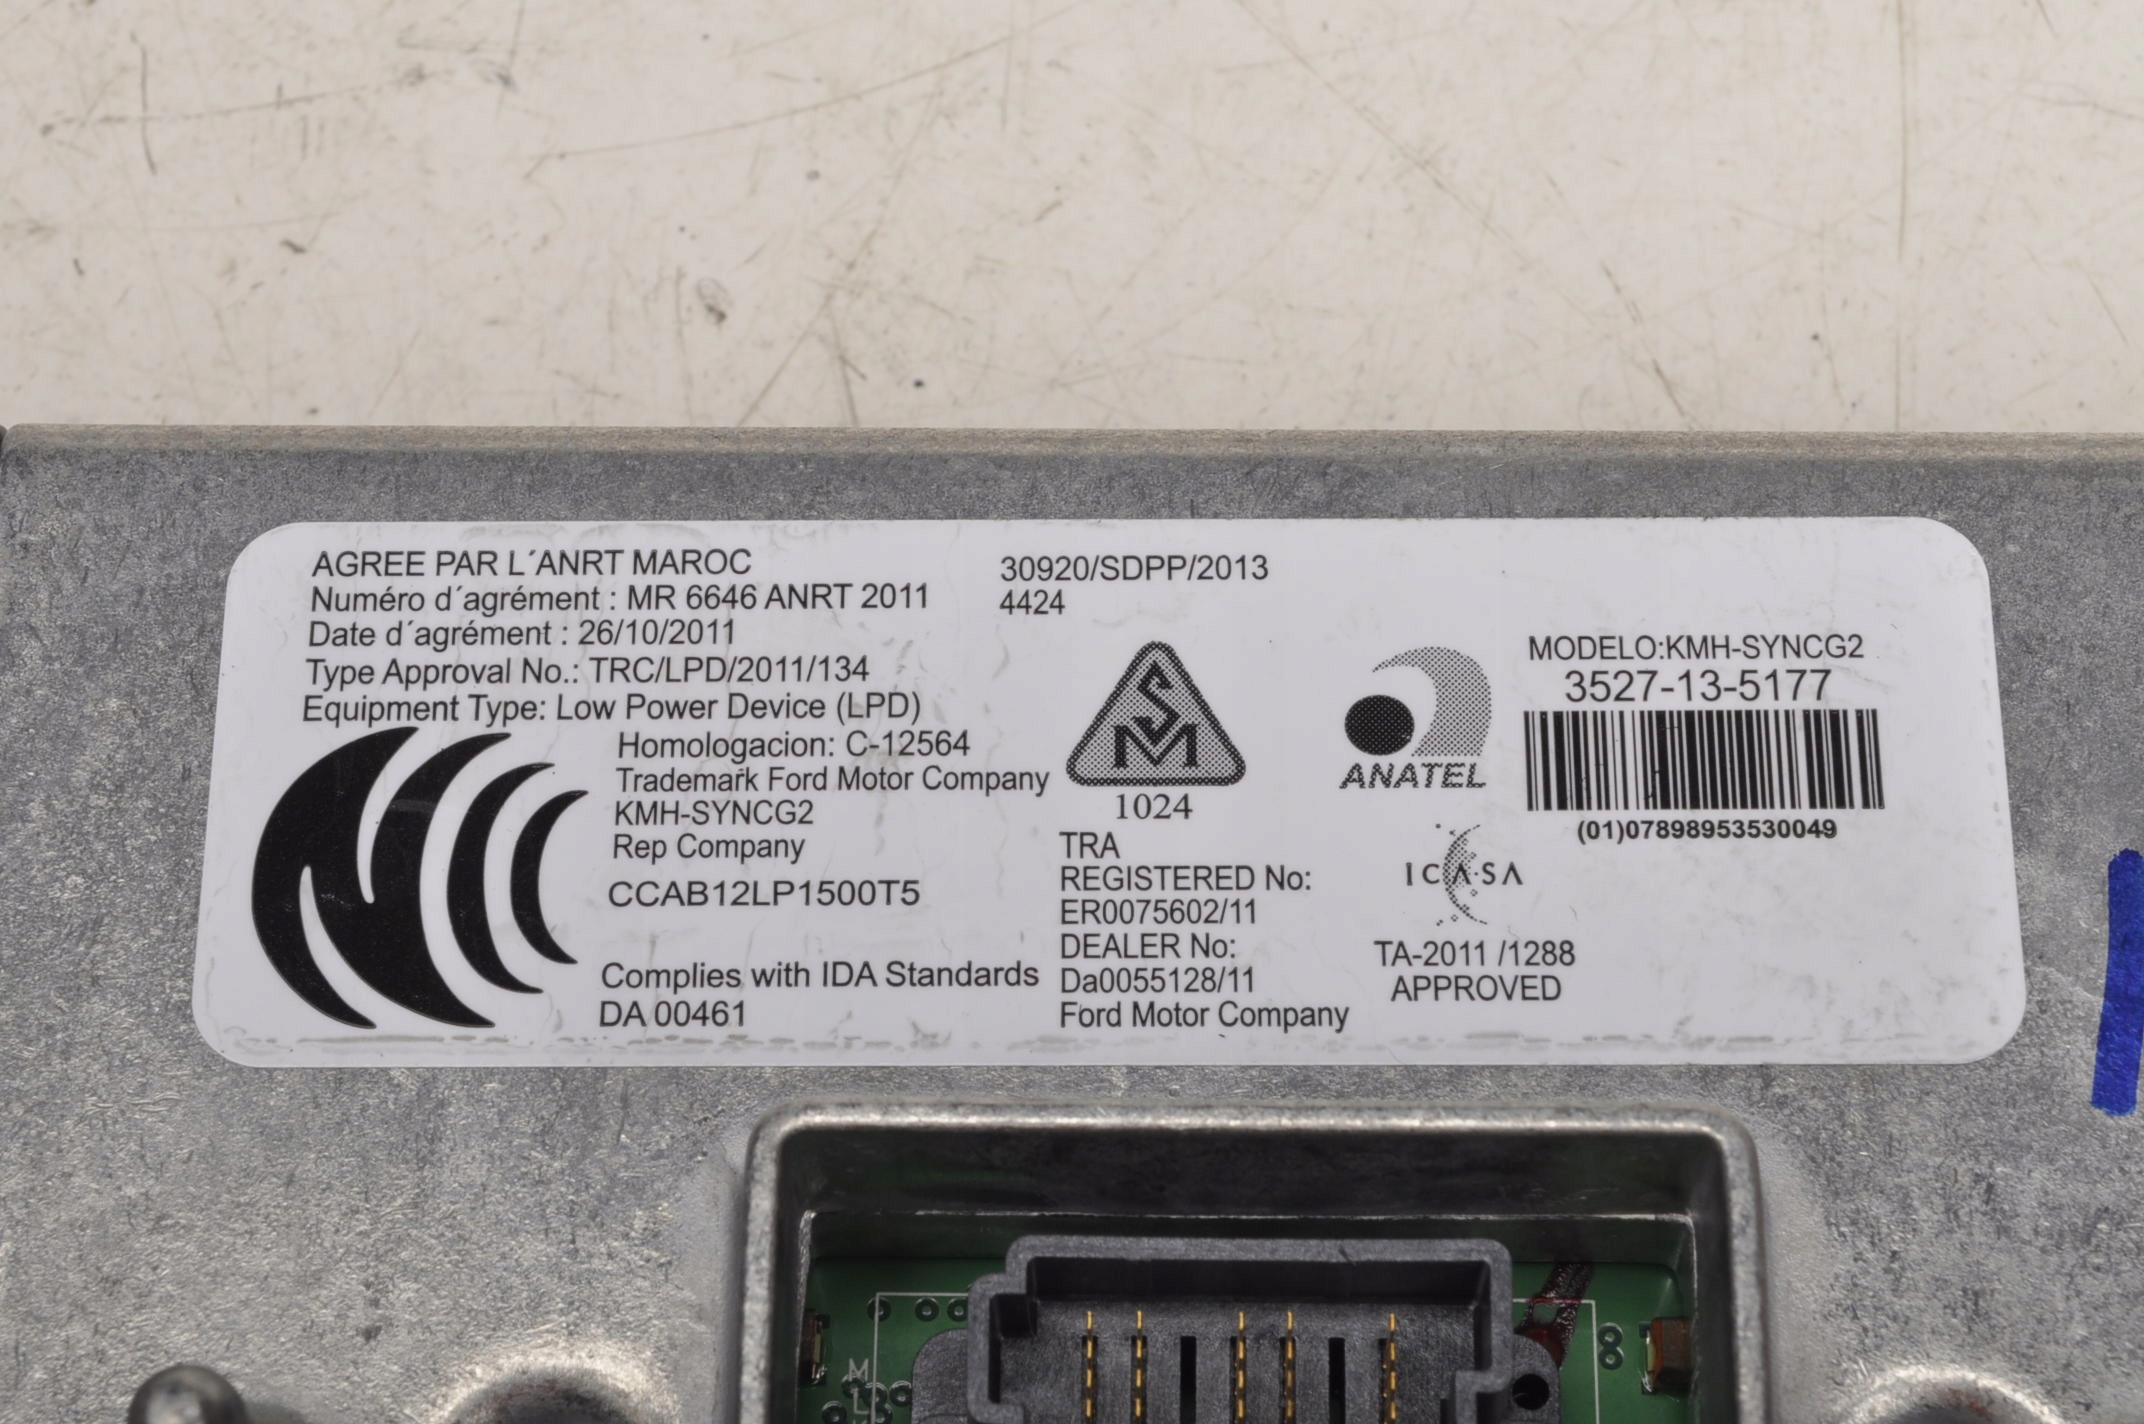 AGREE PAR L´ANRT MAROC
Numéro d´agrément : MR 6646 ANRT 2011
Date d´agrément : 26/10/2011
Type Approval No.: TRC/LPD/2011/134
Equipment Type: Low Power Device (LPD)
Homologacion: C-12564
Trademark Ford Motor Company
KMH-SYNCG2
Rep Company
CCAB12LP1500T5
Complies with IDA Standards
DA 00461
30920/SDPP/2013
4424
SM
1024
TRA
REGISTERED No:
ER0075602/11
DEALER No:
Da0055128/11
Ford Motor Company
ANATEL
ICASA
TA-2011 /1288
APPROVED
MODELO:KMH-SYNCG2
3527-13-5177
(01)07898953530049